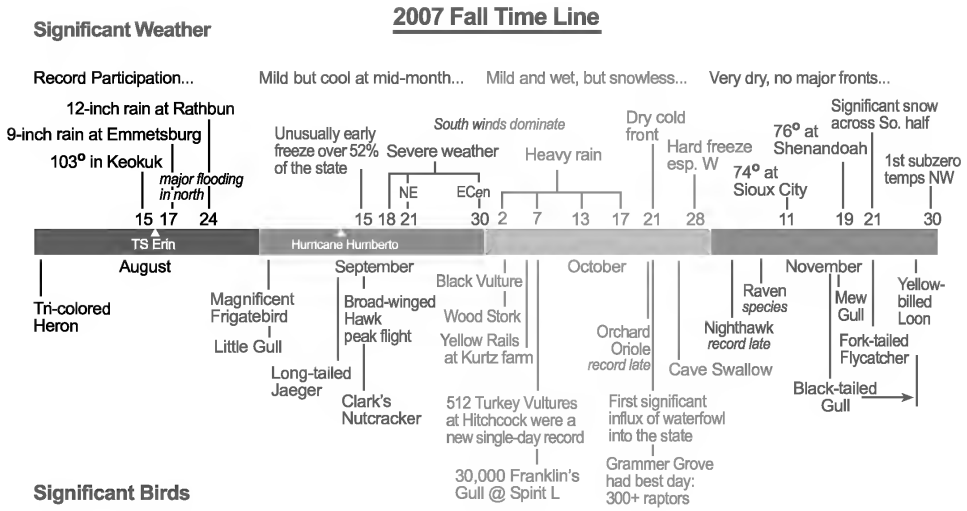 2007 Fall Time Line
Significant Weather
Record Participation...
Mild but cool at mid-month...
Mild and wet, but snowless...
Very dry, no major fronts...
12-inch rain at Rathbun
9-inch rain at Emmetsburg
103º in Keokuk
major flooding
in north
Unusually early
freeze over 52%
of the state
South winds dominate
Severe weather
NE
ECen
Heavy rain
Dry cold
front
Hard freeze
esp. W
74º at
Sioux City
76º at
Shenandoah
Significant snow
across So. half
1st subzero
temps NW
15 17 24 15 18 21 30 2 7 13 17 21 28 11 19 21 30
TS Erin
Hurricane Humberto
August
September
October
November
Tri-colored
Heron
Magnificent
Frigatebird
Little Gull
Long-tailed
Jaeger
Broad-winged
Hawk
peak flight
Clark's
Nutcracker
Black Vulture
Wood Stork
Yellow Rails
at Kurtz farm
512 Turkey Vultures
at Hitchcock were a
new single-day record
30,000 Franklin's
Gull @ Spirit L
Orchard
Oriole
record late
First significant
influx of waterfowl
into the state
Grammer Grove
had best day:
300+ raptors
Cave Swallow
Nighthawk
record late
Raven
species
Mew
Gull
Black-tailed
Gull
Fork-tailed
Flycatcher
Yellow-
billed
Loon
Significant Birds